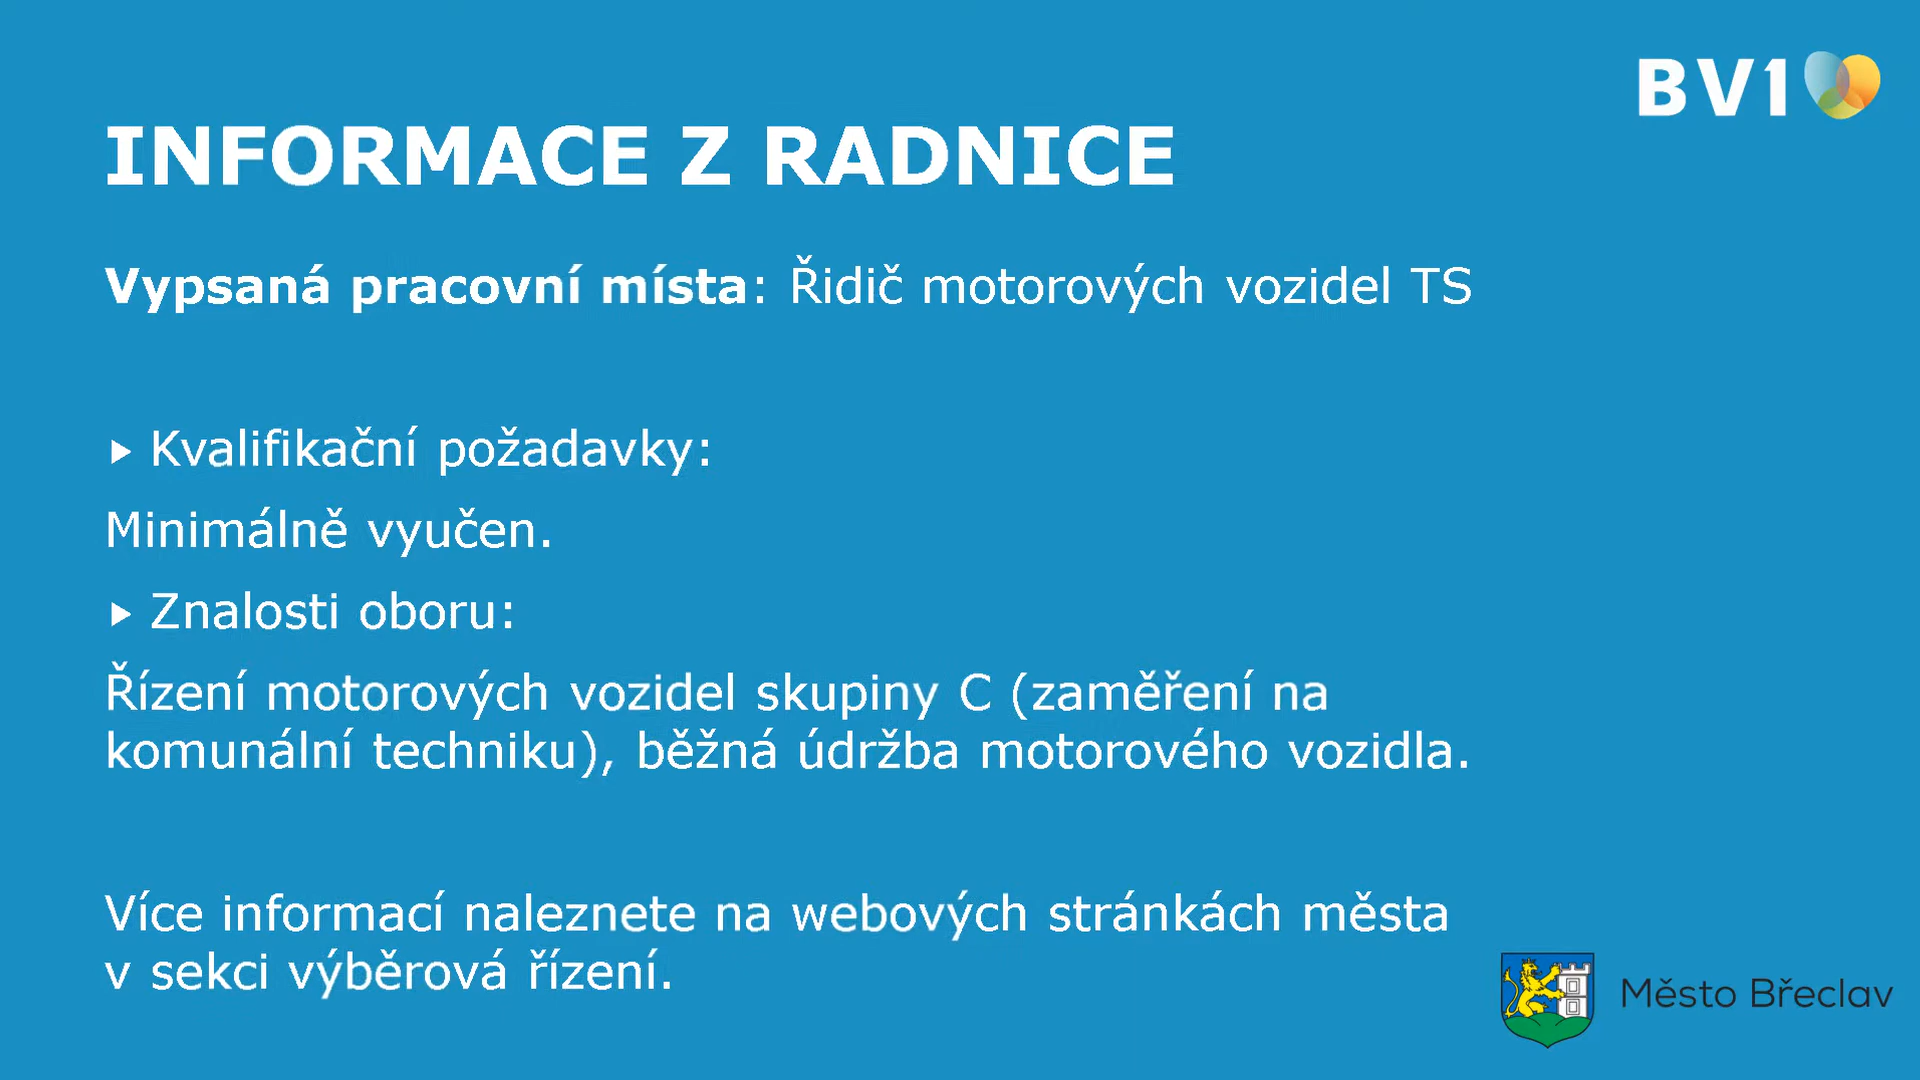 BV1
INFORMACE Z RADNICE
Vypsaná pracovní místa: Řidič motorových vozidel TS
Kvalifikační požadavky:
Minimálně vyučen.
Znalosti oboru:
Řízení motorových vozidel skupiny C (zaměření na
komunální techniku), běžná údržba motorového vozidla.
Více informací naleznete na webových stránkách města
v sekci výběrová řízení.
Město Břeclav